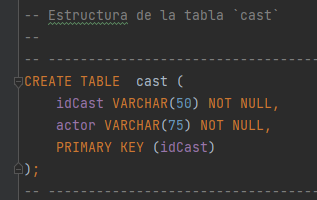 -- Estructura de la tabla `cast`
--
-- ---------------------------------
CREATE TABLE  cast (
    idCast VARCHAR(50) NOT NULL,
    actor VARCHAR(75) NOT NULL,
    PRIMARY KEY (idCast)
);
-- ---------------------------------